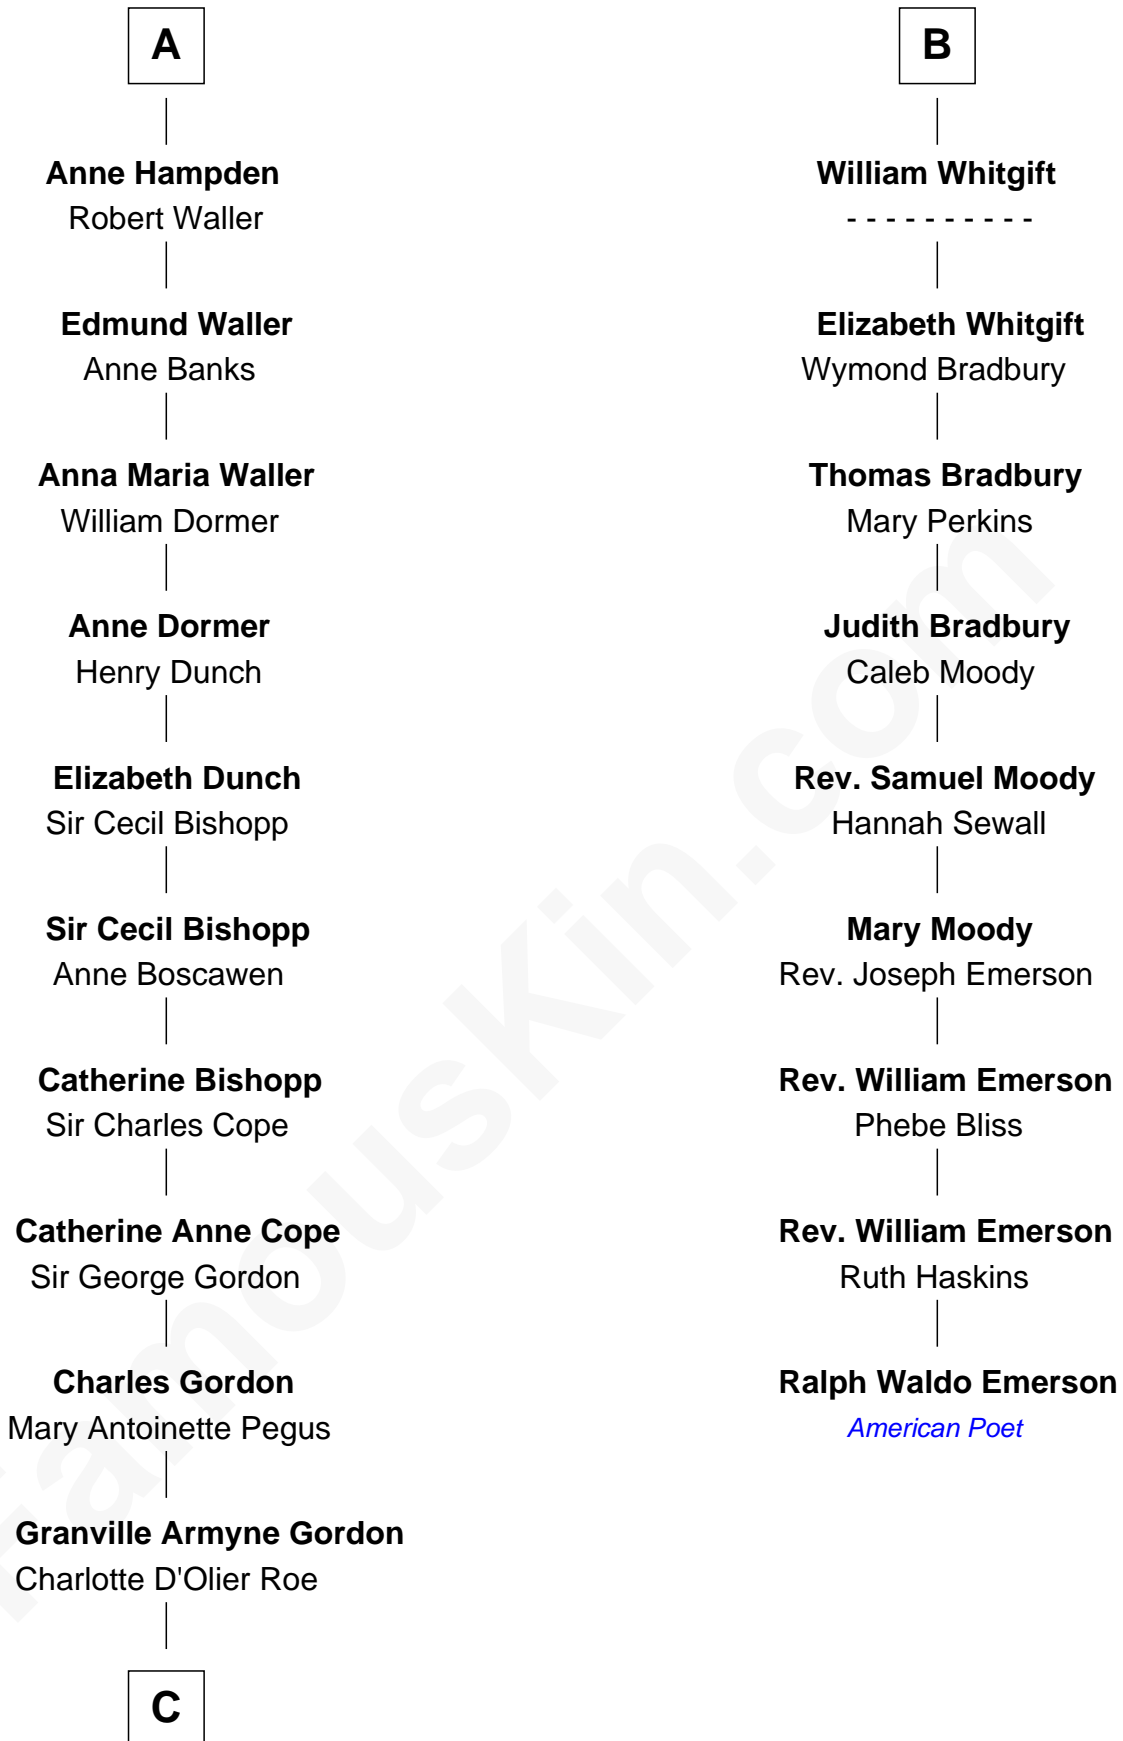 A
Anne Hampden
Robert Waller
Edmund Waller
Anne Banks
Anna Maria Waller
William Dormer
Anne Dormer
Henry Dunch
Elizabeth Dunch
Sir Cecil Bishopp
Sir Cecil Bishopp
Anne Boscawen
Catherine Bishopp
Sir Charles Cope
Catherine Anne Cope
Sir George Gordon
Charles Gordon
Mary Antoinette Pegus
Granville Armyne Gordon
Charlotte D'Olier Roe
C
B
William Whitgift
- - - - - - - - - -
Elizabeth Whitgift
Wymond Bradbury
Thomas Bradbury
Mary Perkins
Judith Bradbury
Caleb Moody
Rev. Samuel Moody
Hannah Sewall
Mary Moody
Rev. Joseph Emerson
Rev. William Emerson
Phebe Bliss
Rev. William Emerson
Ruth Haskins
Ralph Waldo Emerson
American Poet
FamousKin.com